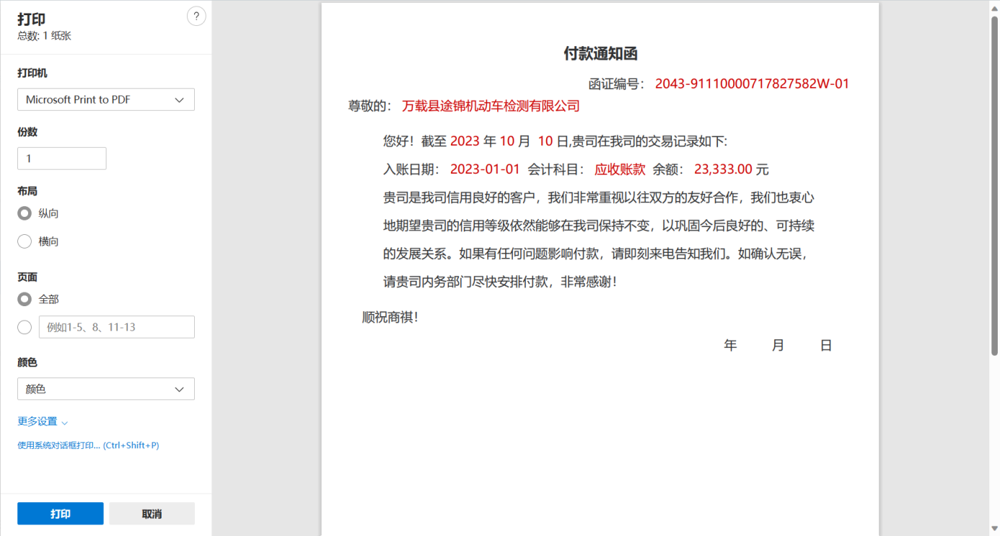 打印
总数: 1 纸张
?
打印机
Microsoft Print to PDF
份数
1
布局
纵向
横向
页面
全部
例如1-5、8、11-13
颜色
颜色
更多设置
使用系统对话框打印... (Ctrl+Shift+P)
打印 取消
付款通知函
函证编号： 2043-91110000717827582W-01
尊敬的： 万载县途锦机动车检测有限公司
您好！截至 2023 年 10 月 10 日,贵司在我司的交易记录如下:
入账日期： 2023-01-01 会计科目： 应收账款 余额： 23,333.00 元
贵司是我司信用良好的客户，我们非常重视以往双方的友好合作，我们也衷心
地期望贵司的信用等级依然能够在我司保持不变，以巩固今后良好的、可持续
的发展关系。如果有任何问题影响付款，请即刻来电告知我们。如确认无误，
请贵司内务部门尽快安排付款，非常感谢！
顺祝商祺！
年 月 日